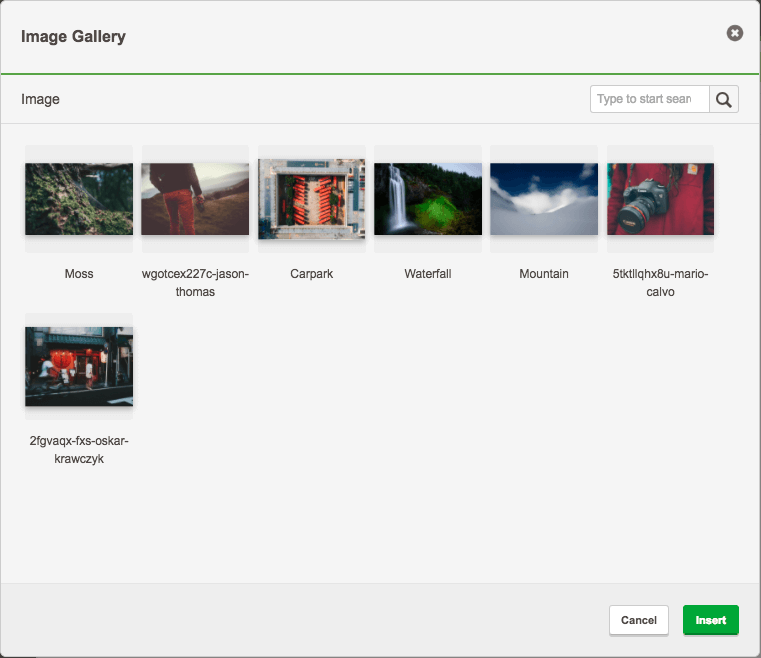 Image Gallery
Image
Type to start sear
Moss
wgotcex227c-jason-
thomas
Carpark
Waterfall
Mountain
5tktllqhx8u-mario-
calvo
2fgvaqx-fxs-oskar-
krawczyk
Cancel
Insert